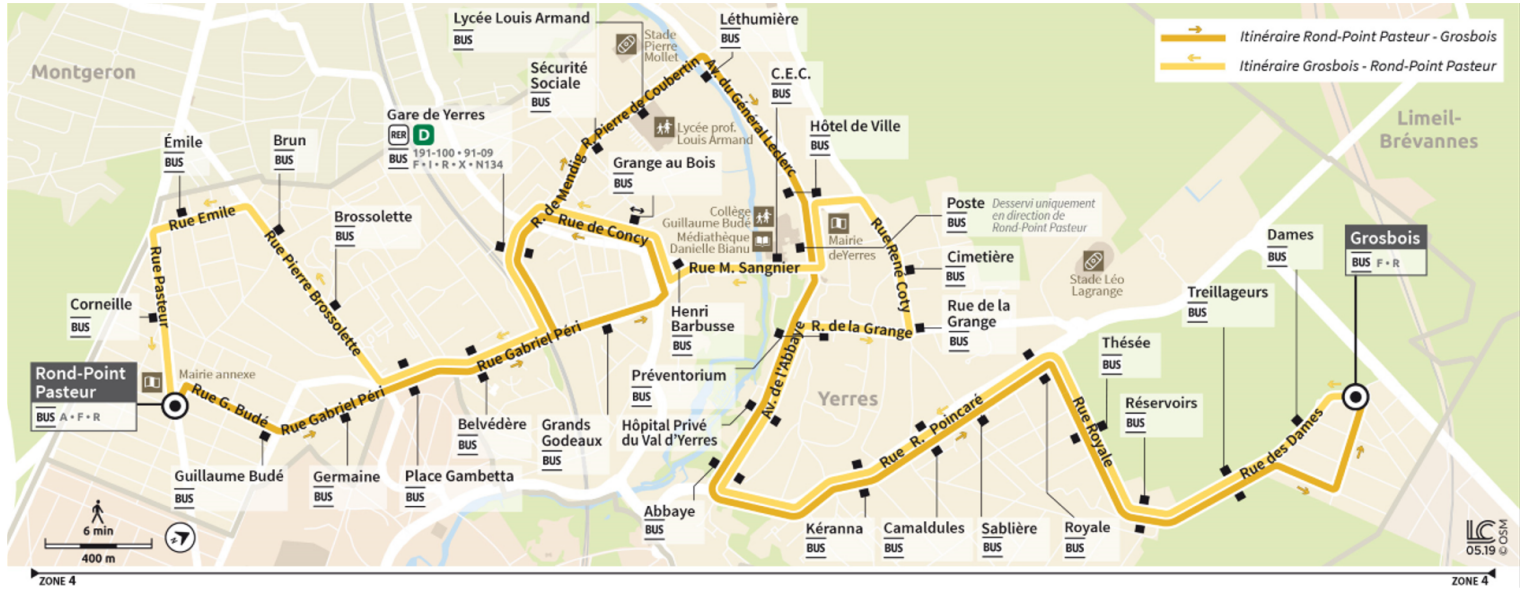 Itinéraire Rond-Point Pasteur - Grosbois
Itinéraire Grosbois - Rond-Point Pasteur
Montgeron
Limeil-
Brévannes
Yerres
Lycée Louis Armand
BUS
Stade
Pierre
Mollet
Léthumière
BUS
Sécurité
Sociale
BUS
C.E.C.
BUS
Gare de Yerres
RER D
BUS 191-100 • 91-09
F • I • R • X • N134
Lycée prof.
Louis Armand
Hôtel de Ville
BUS
Émile
BUS
Brun
BUS
Grange au Bois
BUS
Brossolette
BUS
Collège
Guillaume Budé
Médiathèque
Danielle Bianu
Mairie
deYerres
Poste
BUS
Desservi uniquement
en direction de
Rond-Point Pasteur
Cimetière
BUS
Stade Léo
Lagrange
Dames
BUS
Grosbois
BUS F • R
Corneille
BUS
Henri
Barbusse
BUS
Rue de la
Grange
BUS
Treillageurs
BUS
Thésée
BUS
Réservoirs
BUS
Rond-Point
Pasteur
BUS A • F • R
Mairie annexe
Préventorium
BUS
Hôpital Privé
du Val d'Yerres
BUS
Guillaume Budé
BUS
Germaine
BUS
Place Gambetta
BUS
Belvédère
BUS
Grands
Godeaux
BUS
Abbaye
BUS
Kéranna
BUS
Camaldules
BUS
Sablière
BUS
Royale
BUS
Rue Emile
Rue Pasteur
Rue Pierre Brossolette
Rue G. Budé
Rue Gabriel Péri
Rue Gabriel Péri
R. de Mendig
R. Pierre de Coubertin
Av. du Général Leclerc
Rue de Concy
Rue M. Sangnier
Rue René Coty
R. de la Grange
Av. de l'Abbaye
Rue R. Poincaré
Rue Royale
Rue des Dames
6 min
400 m
Z
LC
05.19
© OSM
ZONE 4
ZONE 4